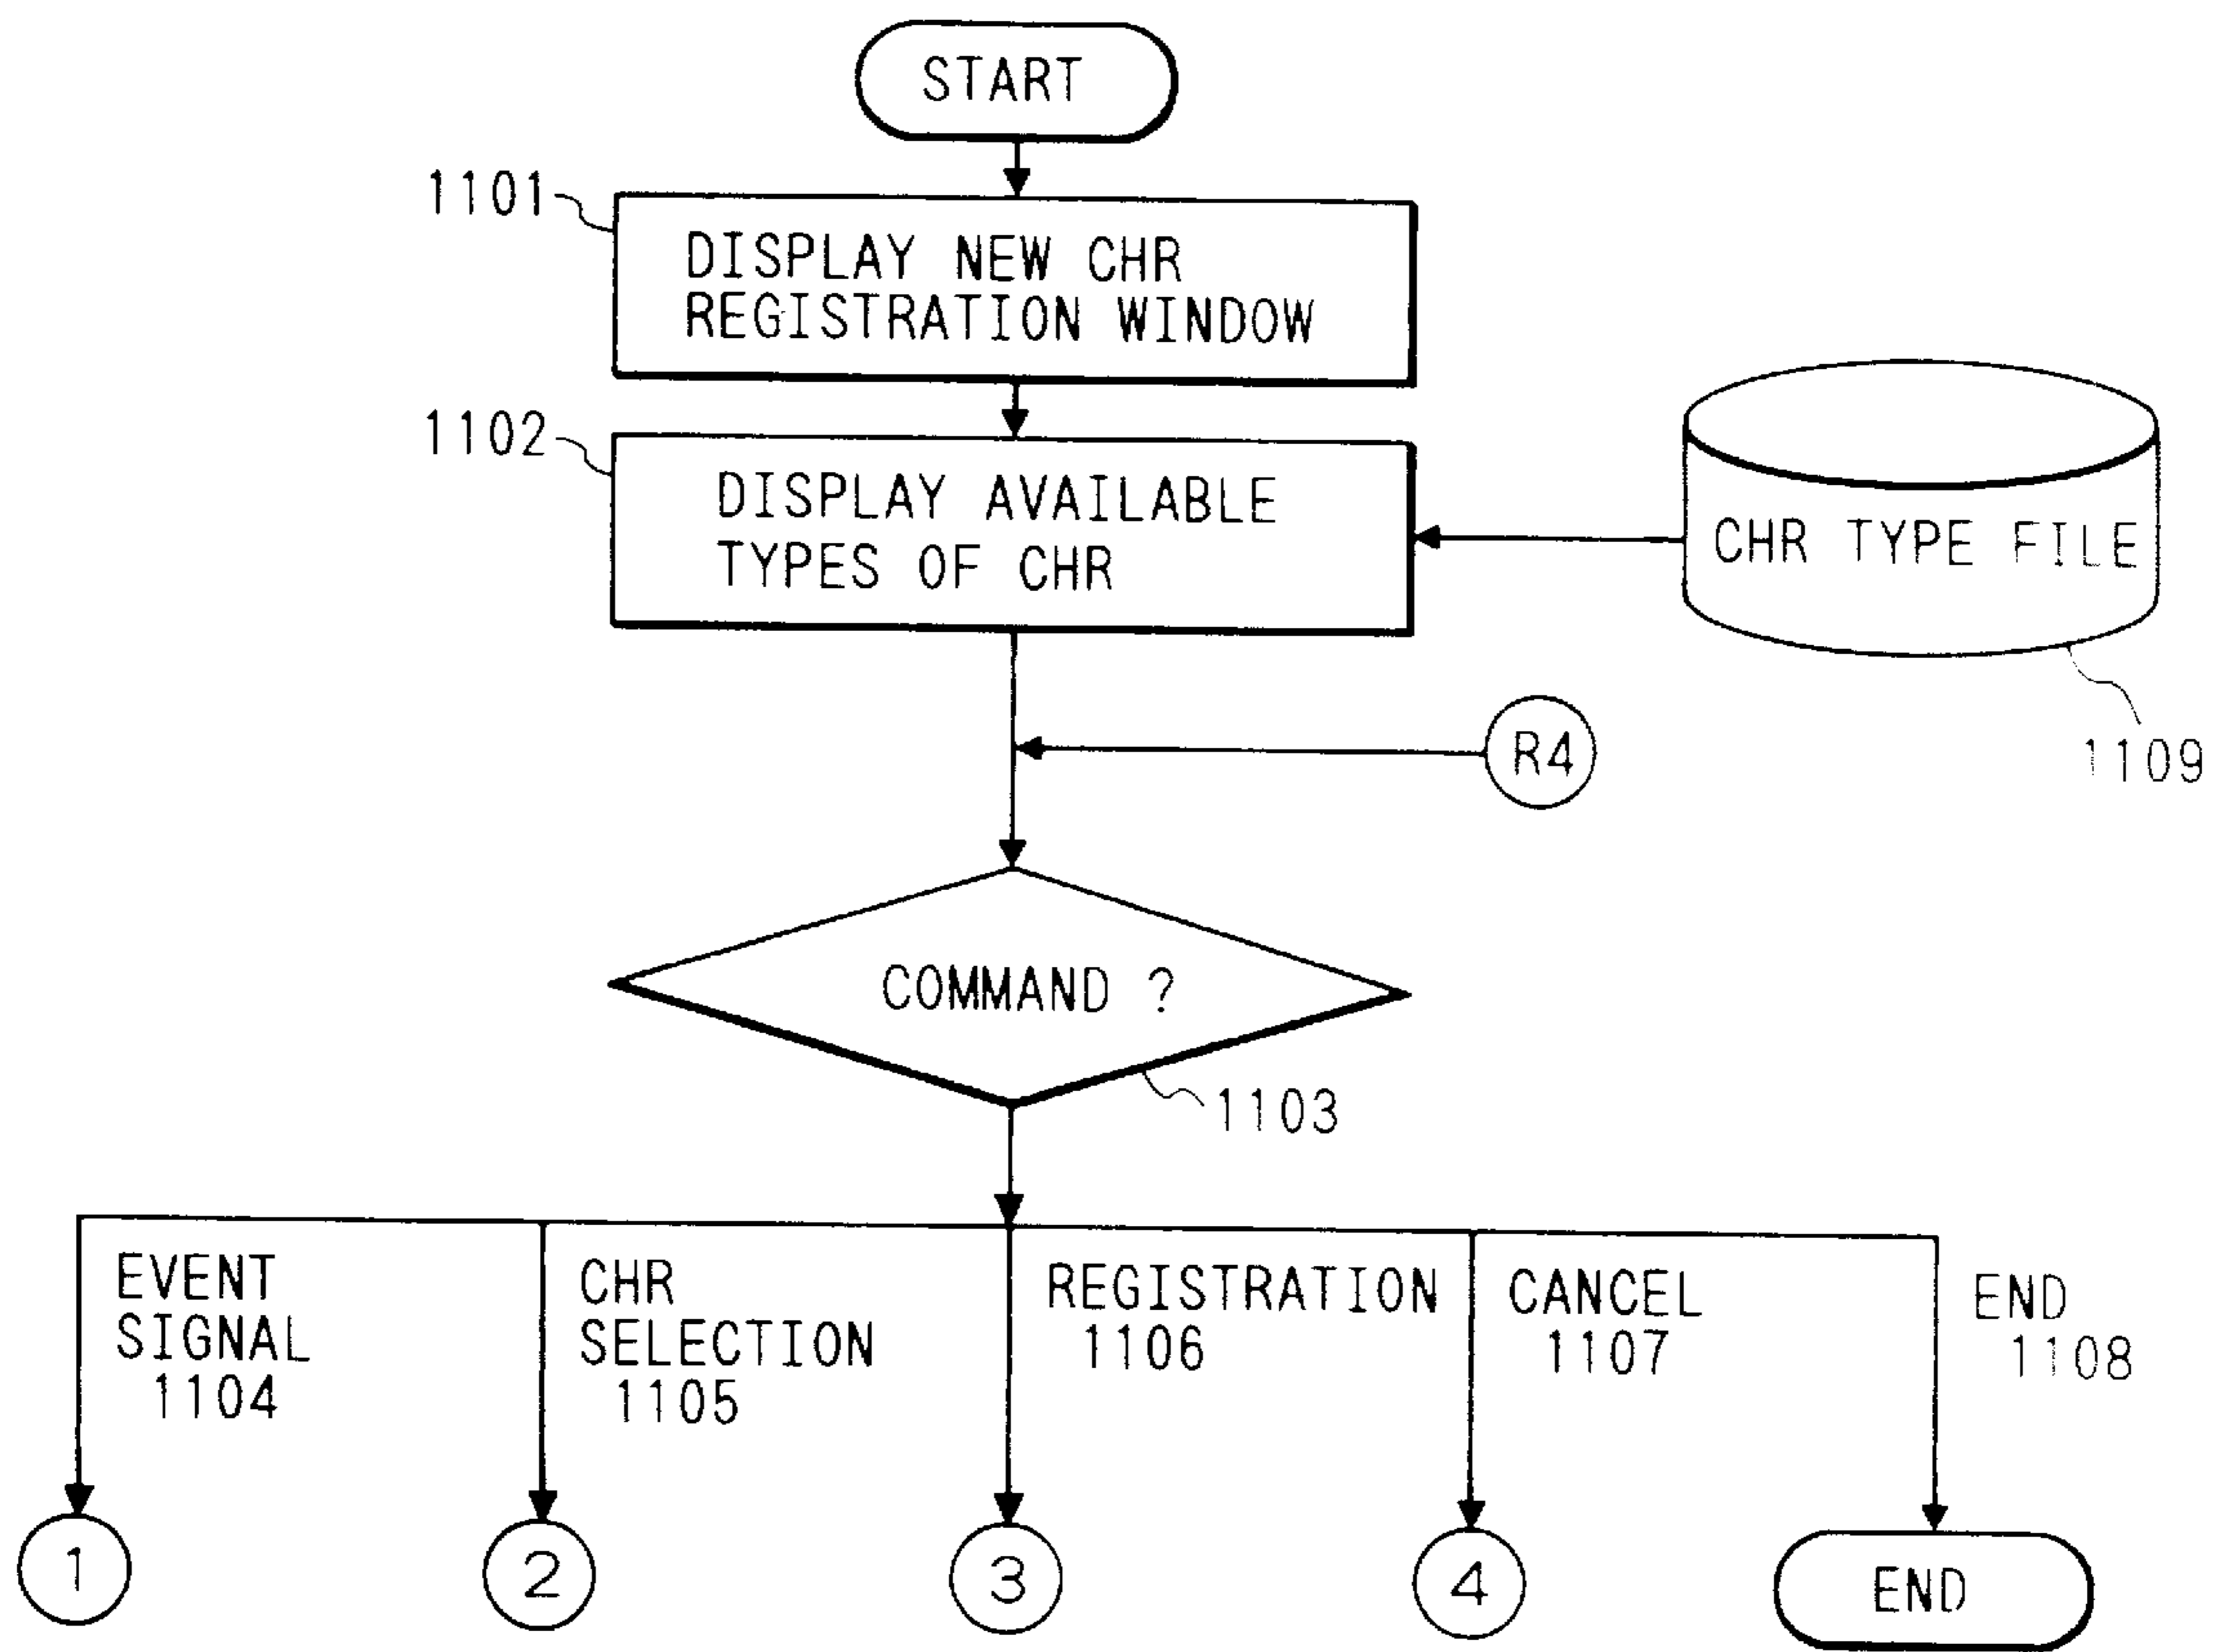 START
1101
DISPLAY NEW CHR
REGISTRATION WINDOW
1102
DISPLAY AVAILABLE
TYPES OF CHR
CHR TYPE FILE
1109
R4
COMMAND ?
1103
EVENT
SIGNAL
1104
CHR
SELECTION
1105
REGISTRATION
1106
CANCEL
1107
END
1108
1
2
3
4
END